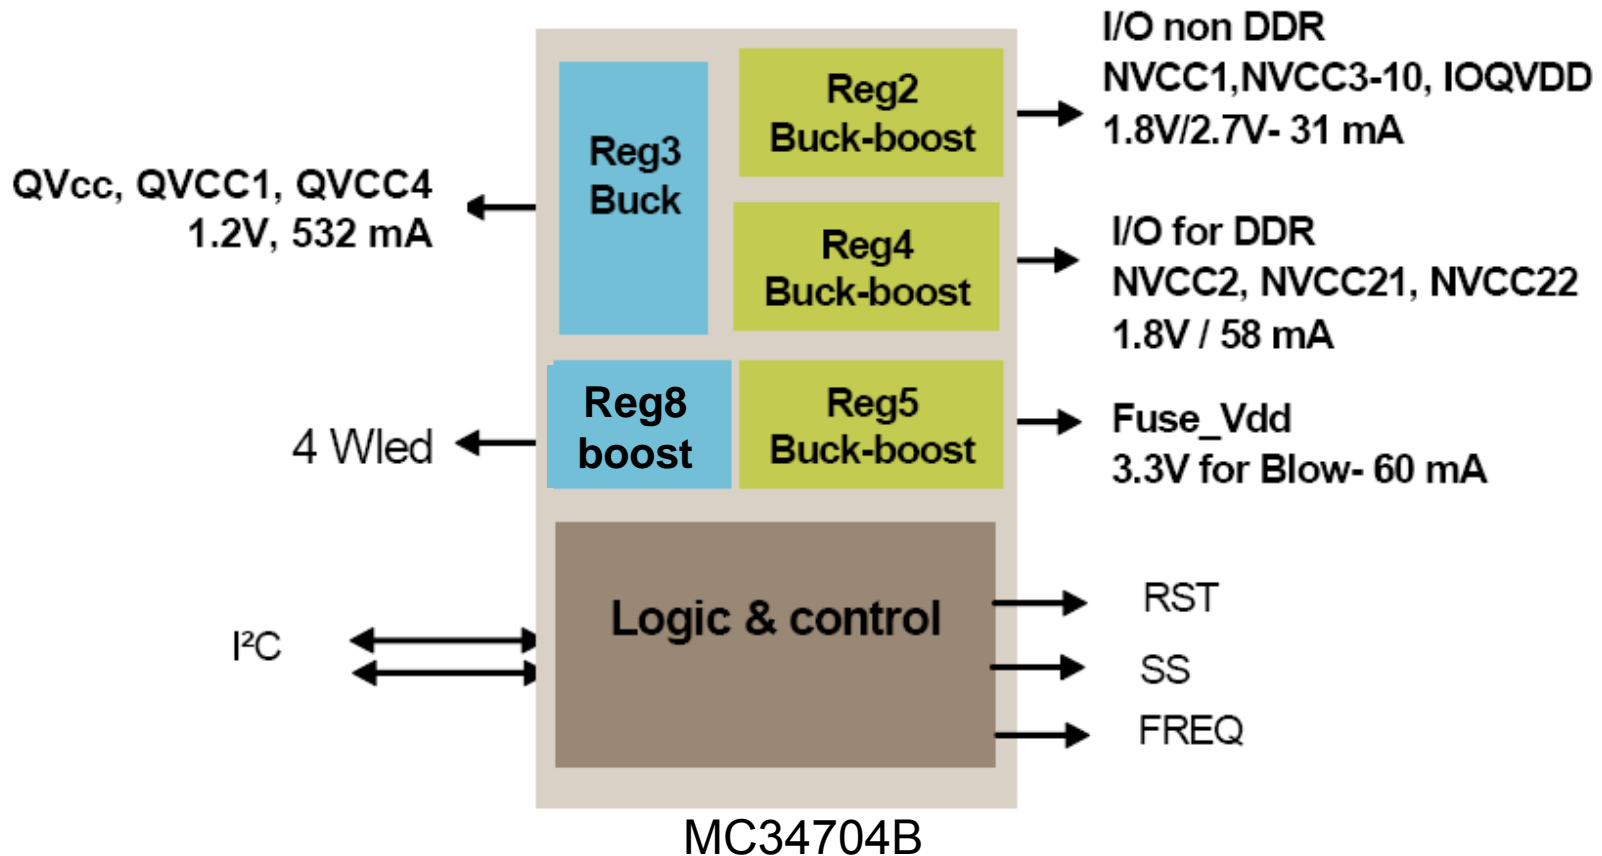 I/O non DDR
NVCC1,NVCC3-10, IOQVDD
1.8V/2.7V- 31 mA
Reg2
Buck-boost
Reg3
Buck
QVcc, QVCC1, QVCC4
1.2V, 532 mA
Reg4
Buck-boost
I/O for DDR
NVCC2, NVCC21, NVCC22
1.8V / 58 mA
Reg8
boost
4 Wled
Reg5
Buck-boost
Fuse_Vdd
3.3V for Blow- 60 mA
Logic & control
I²C
RST
SS
FREQ
MC34704B